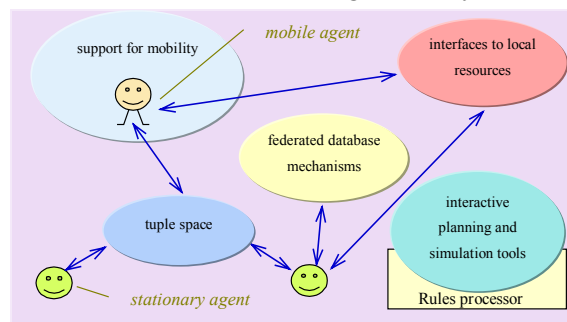 support for mobility
mobile agent
interfaces to local
resources
federated database
mechanisms
tuple space
interactive
planning and
simulation tools
stationary agent
Rules processor